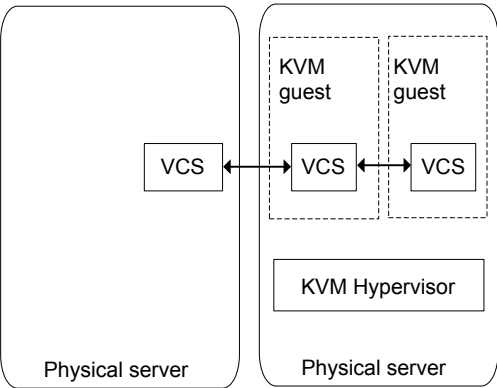 KVM
guest
KVM
guest
VCS
VCS
VCS
KVM Hypervisor
Physical server
Physical server